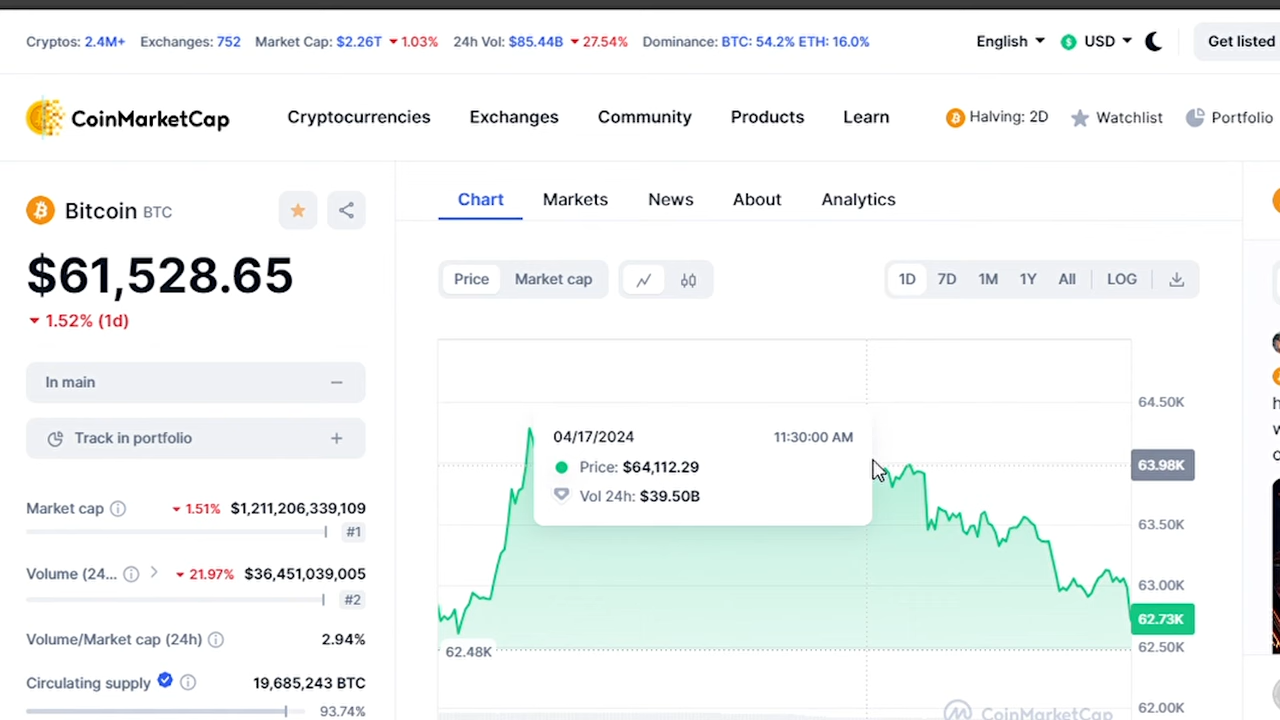 Cryptos: 2.4M+ Exchanges: 752 Market Cap: $2.26T 1.03% 24h Vol: $85.44B 27.54% Dominance: BTC: 54.2% ETH: 16.0% English USD Get listed
CoinMarketCap Cryptocurrencies Exchanges Community Products Learn Halving: 2D Watchlist Portfolio
Bitcoin BTC
$61,528.65
1.52% (1d)
In main
Track in portfolio
Market cap 1.51% $1,211,206,339,109
#1
Volume (24... 21.97% $36,451,039,005
#2
Volume/Market cap (24h) 2.94%
Circulating supply 19,685,243 BTC
93.74%
Chart Markets News About Analytics
Price Market cap 1D 7D 1M 1Y All LOG
64.50K
04/17/2024 11:30:00 AM
Price: $64,112.29
63.98K
Vol 24h: $39.50B
63.50K
63.00K
62.73K
62.50K
62.48K
62.00K
CoinMarketCap